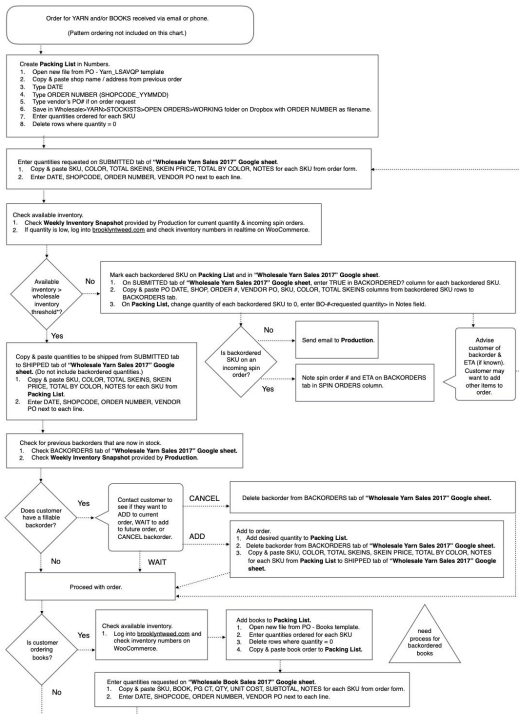 Order for YARN and/or BOOKS received via email or phone.
(Pattern ordering not included on this chart.)
Create Packing List in Numbers.
1. Open new file from PO - Yarn_LSAVQP template
2. Copy & paste shop name / address from previous order
3. Type DATE
4. Type ORDER NUMBER (SHOPCODE_YYMMDD)
5. Type vendor's PO# if on order request
6. Save in Wholesale>YARN>STOCKISTS>OPEN ORDERS>WORKING folder on Dropbox with ORDER NUMBER as filename.
7. Enter quantities ordered for each SKU
8. Delete rows where quantity = 0
Enter quantities requested on SUBMITTED tab of "Wholesale Yarn Sales 2017" Google sheet.
1. Copy & paste SKU, COLOR, TOTAL SKEINS, SKEIN PRICE, TOTAL BY COLOR, NOTES for each SKU from order form.
2. Enter DATE, SHOPCODE, ORDER NUMBER, VENDOR PO next to each line.
Check available inventory.
1. Check Weekly Inventory Snapshot provided by Production for current quantity & incoming spin orders.
2. If quantity is low, log into brooklyntweed.com and check inventory numbers in realtime on WooCommerce.
Available
inventory >
wholesale
inventory
threshold*?
No
Yes
Mark each backordered SKU on Packing List and in "Wholesale Yarn Sales 2017" Google sheet.
1. On SUBMITTED tab of "Wholesale Yarn Sales 2017" Google sheet, enter TRUE in BACKORDERED? column for each backordered SKU.
2. Copy & paste PO DATE, SHOP, ORDER #, VENDOR PO, SKU, COLOR, TOTAL SKEINS columns from backordered SKU rows to
BACKORDERS tab.
3. On Packing List, change quantity of each backordered SKU to 0, enter BO-#<requested quantity> in Notes field.
Is backordered
SKU on an
incoming spin
order?
No
Send email to Production.
Yes
Note spin order # and ETA on BACKORDERS
tab in SPIN ORDERS column.
Advise
customer of
backorder &
ETA (if known).
Customer may
want to add
other items to
order.
Copy & paste quantities to be shipped from SUBMITTED tab
to SHIPPED tab of "Wholesale Yarn Sales 2017" Google
sheet. (Do not include backordered quantities.)
1. Copy & paste SKU, COLOR, TOTAL SKEINS, SKEIN
PRICE, TOTAL BY COLOR, NOTES for each SKU from
Packing List.
2. Enter DATE, SHOPCODE, ORDER NUMBER, VENDOR
PO next to each line.
Check for previous backorders that are now in stock.
1. Check BACKORDERS tab of "Wholesale Yarn Sales 2017" Google sheet.
2. Check Weekly Inventory Snapshot provided by Production.
Does customer
have a fillable
backorder?
Yes
No
Contact customer to
see if they want to
ADD to current
order, WAIT to add
to future order, or
CANCEL backorder.
CANCEL
Delete backorder from BACKORDERS tab of "Wholesale Yarn Sales 2017" Google sheet.
ADD
Add to order.
1. Add desired quantity to Packing List.
2. Delete backorder from BACKORDERS tab of "Wholesale Yarn Sales 2017" Google sheet.
3. Copy & paste SKU, COLOR, TOTAL SKEINS, SKEIN PRICE, TOTAL BY COLOR, NOTES
for each SKU from Packing List to SHIPPED tab of "Wholesale Yarn Sales 2017" Google
sheet.
WAIT
Proceed with order.
Is customer
ordering
books?
Yes
No
Check available inventory.
1. Log into brooklyntweed.com and
check inventory numbers on
WooCommerce.
Add books to Packing List.
1. Open new file from PO - Books template.
2. Enter quantities ordered for each SKU
3. Delete rows where quantity = 0
4. Copy & paste book order to Packing List.
need
process for
backordered
books
Enter quantities requested on "Wholesale Book Sales 2017" Google sheet.
1. Copy & paste SKU, BOOK, PG CT, QTY, UNIT COST, SUBTOTAL, NOTES for each SKU from order form.
2. Enter DATE, SHOPCODE, ORDER NUMBER, VENDOR PO next to each line.